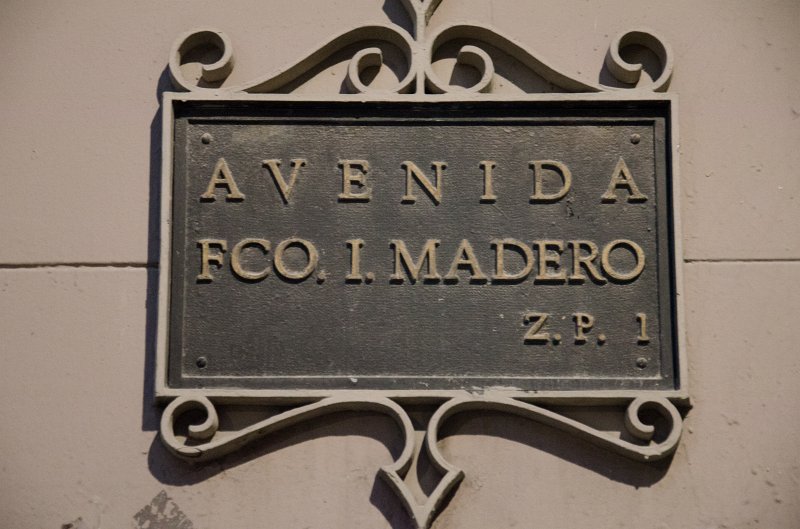 AVENIDA
FCO. I. MADERO
Z.P. 1